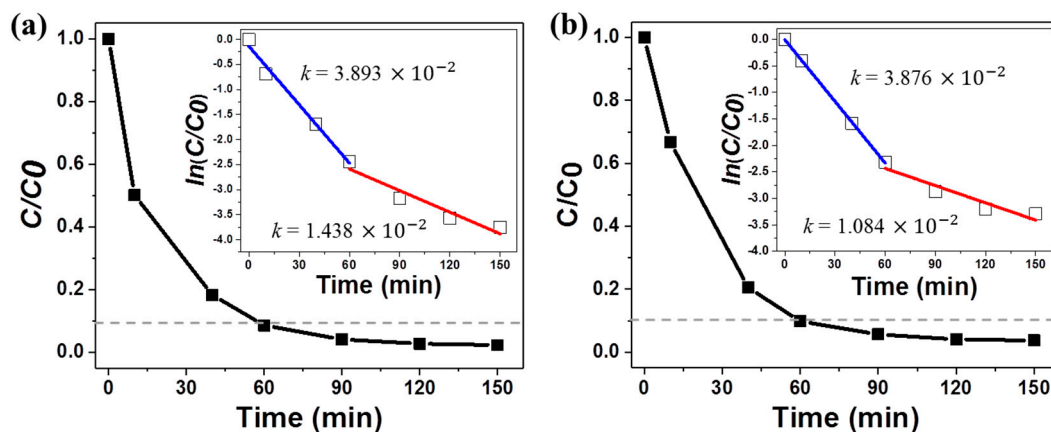 (a)
C/C0
1.0
0.8
0.6
0.4
0.2
0.0
0 30 60 90 120 150
Time (min)
ln(C/C0)
0.0
-0.5
-1.0
-1.5
-2.0
-2.5
-3.0
-3.5
-4.0
k = 3.893 × 10⁻²
k = 1.438 × 10⁻²
0 30 60 90 120 150
Time (min)
(b)
C/C0
1.0
0.8
0.6
0.4
0.2
0.0
0 30 60 90 120 150
Time (min)
ln(C/C0)
0.0
-0.5
-1.0
-1.5
-2.0
-2.5
-3.0
-3.5
-4.0
k = 3.876 × 10⁻²
k = 1.084 × 10⁻²
0 30 60 90 120 150
Time (min)